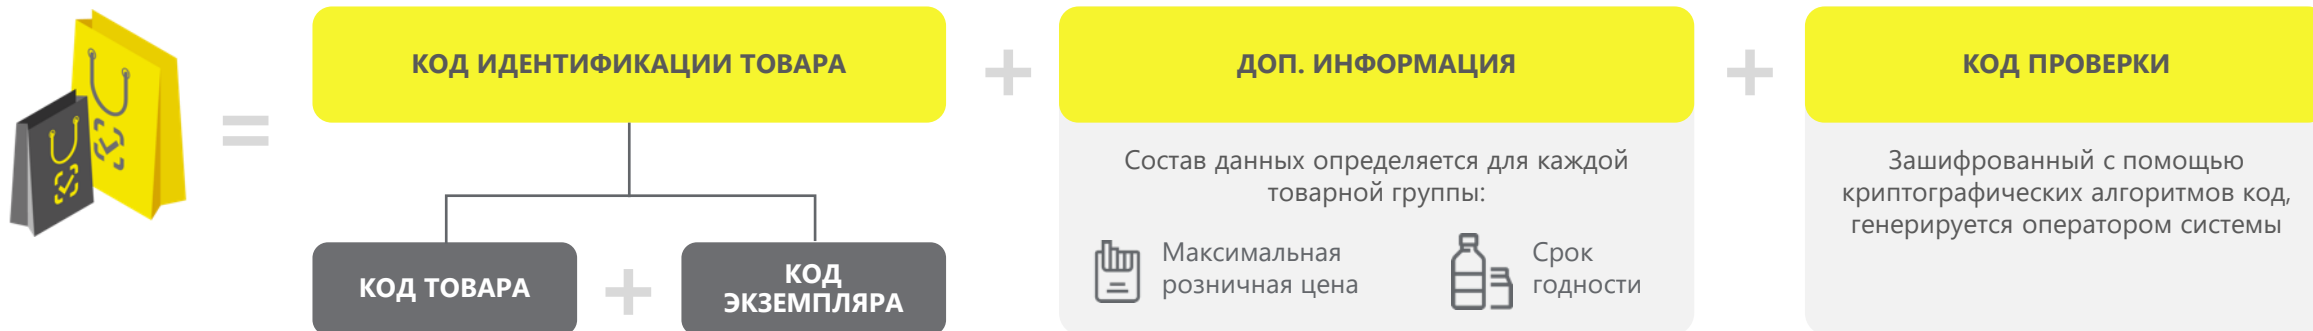 КОД ИДЕНТИФИКАЦИИ ТОВАРА
КОД ТОВАРА
+
КОД
ЭКЗЕМПЛЯРА
+
ДОП. ИНФОРМАЦИЯ
Состав данных определяется для каждой
товарной группы:
Максимальная
розничная цена
Срок
годности
+
КОД ПРОВЕРКИ
Зашифрованный с помощью
криптографических алгоритмов код,
генерируется оператором системы